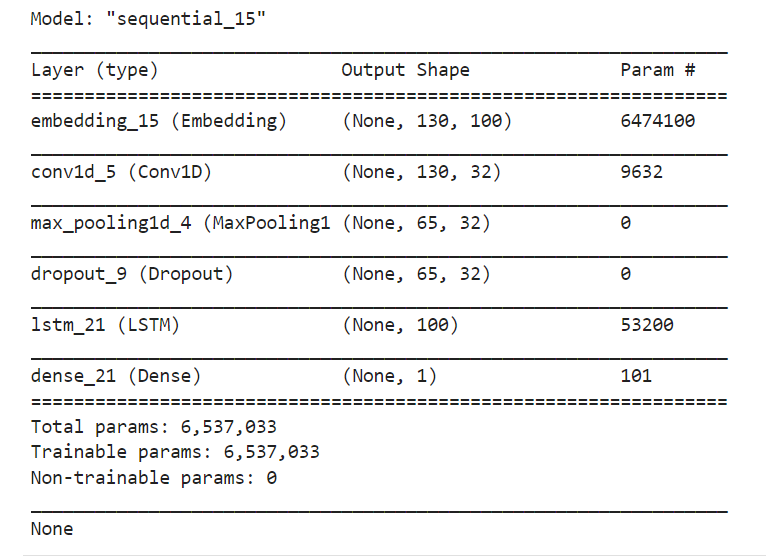 Model: "sequential_15"
_________________________________________________________________
Layer (type)                 Output Shape              Param #
=================================================================
embedding_15 (Embedding)     (None, 130, 100)          6474100
_________________________________________________________________
conv1d_5 (Conv1D)            (None, 130, 32)           9632
_________________________________________________________________
max_pooling1d_4 (MaxPooling1 (None, 65, 32)            0
_________________________________________________________________
dropout_9 (Dropout)          (None, 65, 32)            0
_________________________________________________________________
lstm_21 (LSTM)               (None, 100)               53200
_________________________________________________________________
dense_21 (Dense)             (None, 1)                 101
=================================================================
Total params: 6,537,033
Trainable params: 6,537,033
Non-trainable params: 0
_________________________________________________________________
None